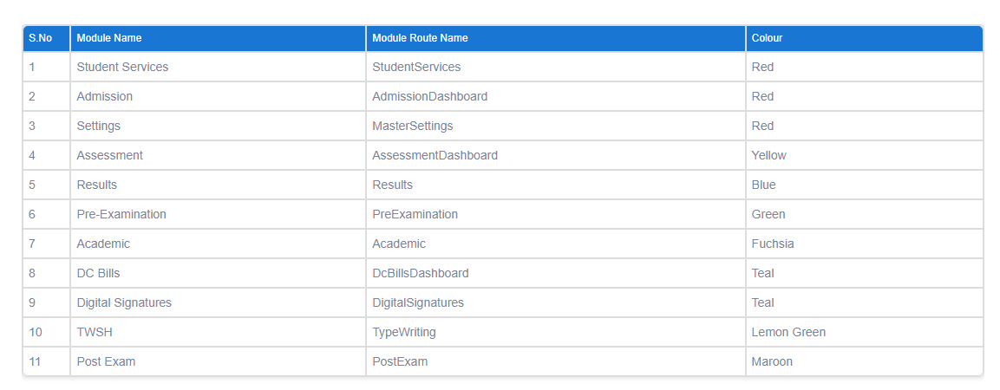 S.No Module Name Module Route Name Colour
1 Student Services StudentServices Red
2 Admission AdmissionDashboard Red
3 Settings MasterSettings Red
4 Assessment AssessmentDashboard Yellow
5 Results Results Blue
6 Pre-Examination PreExamination Green
7 Academic Academic Fuchsia
8 DC Bills DcBillsDashboard Teal
9 Digital Signatures DigitalSignatures Teal
10 TWSH TypeWriting Lemon Green
11 Post Exam PostExam Maroon